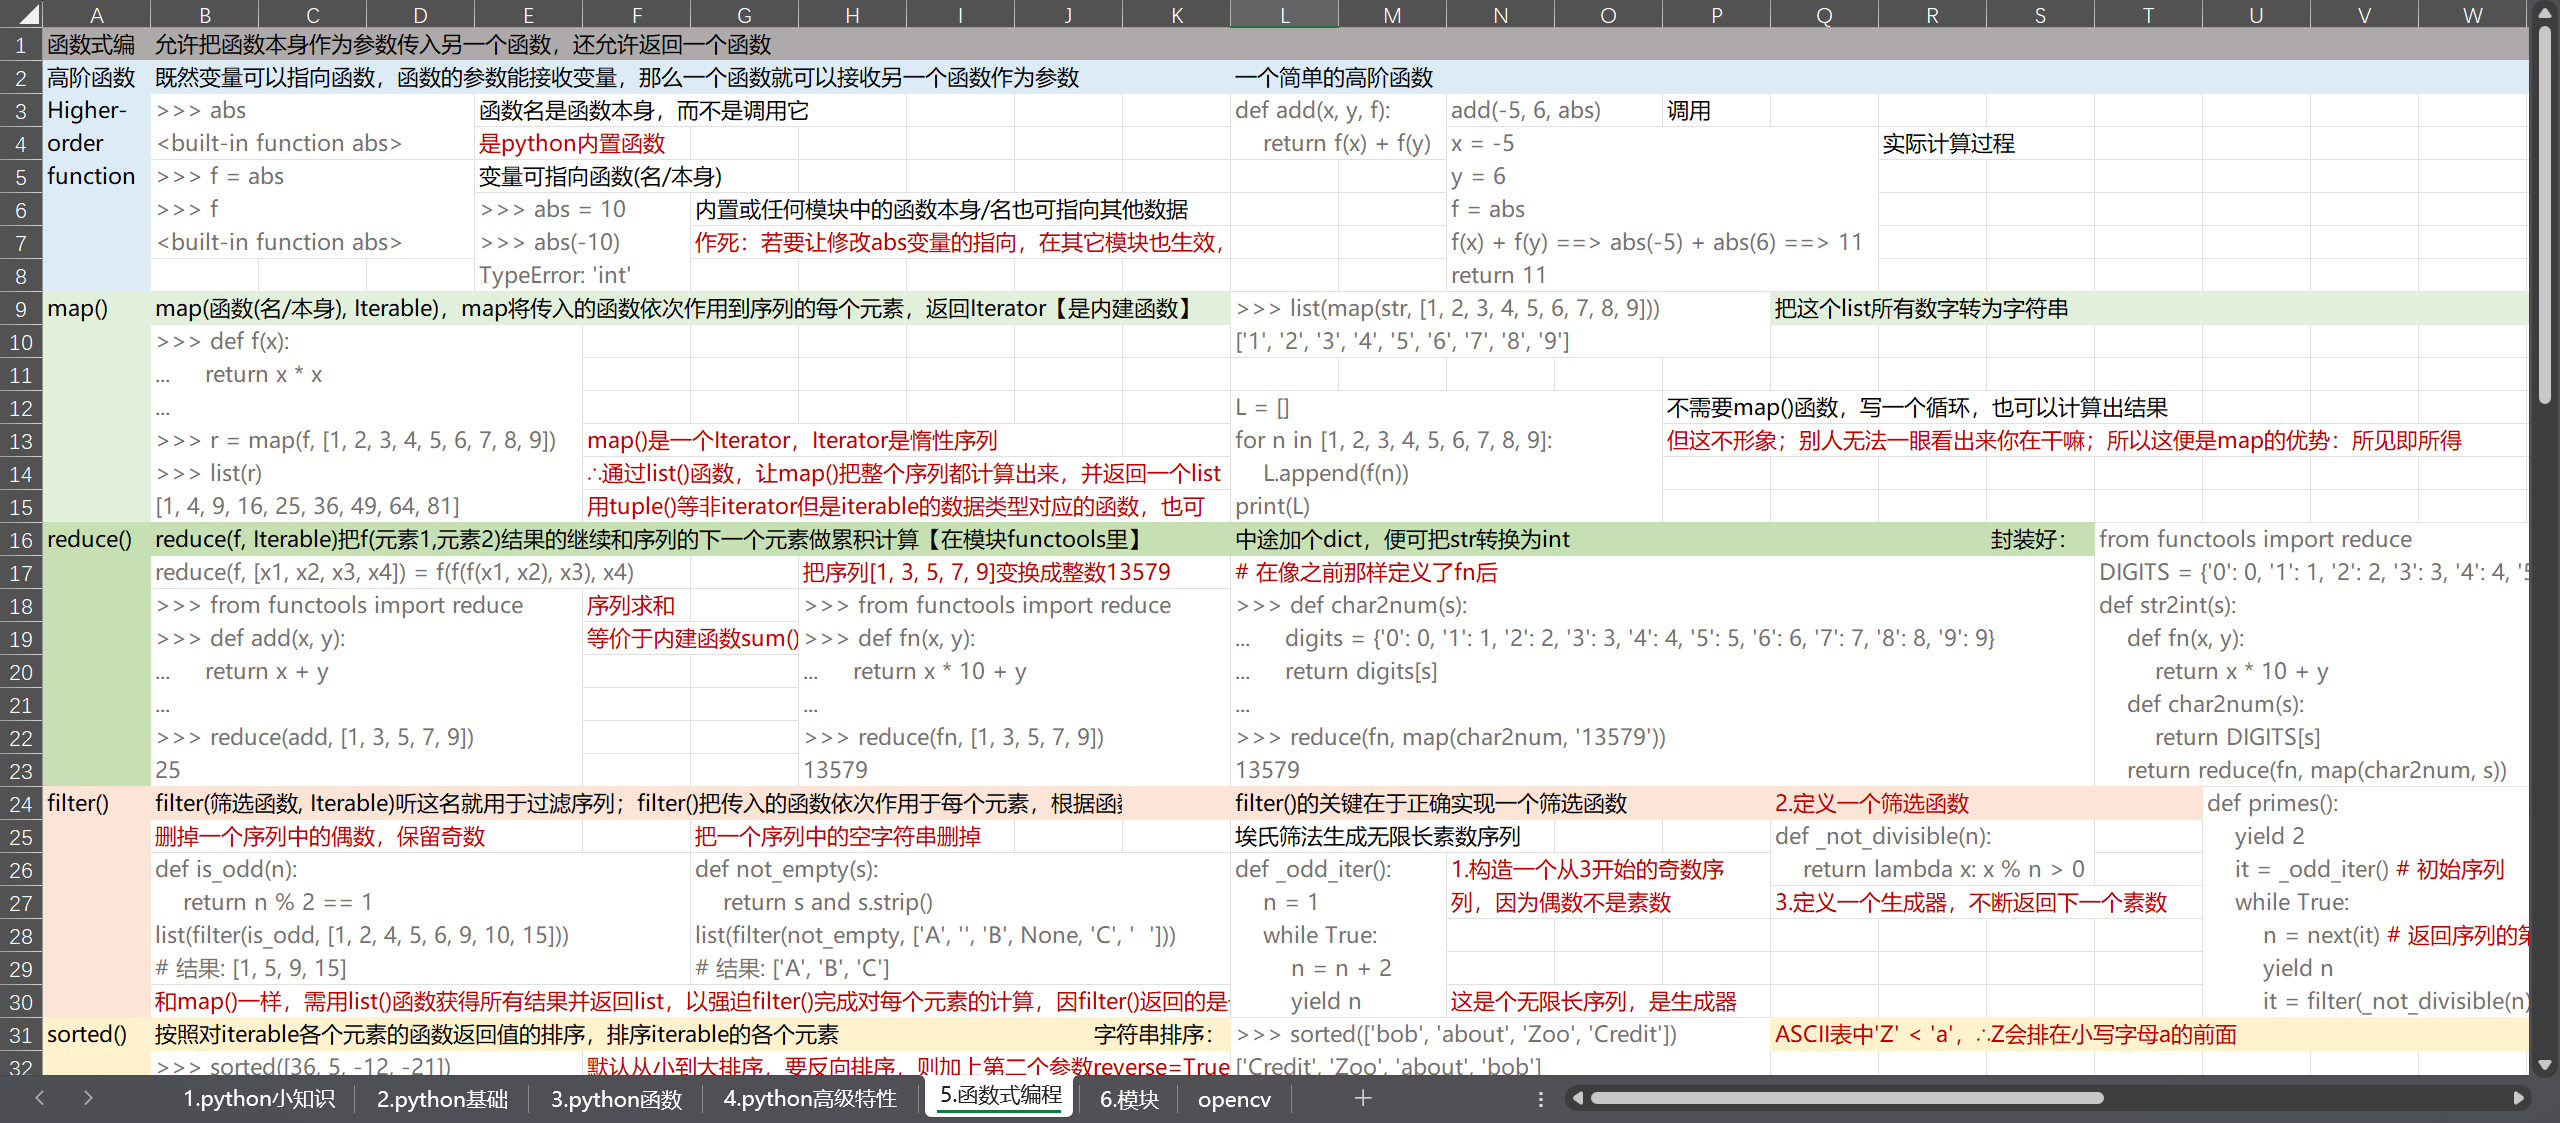 A B C D E F G H I J K L M N O P Q R S T U V W
1 函数式编 允许把函数本身作为参数传入另一个函数，还允许返回一个函数
2 高阶函数 既然变量可以指向函数，函数的参数能接收变量，那么一个函数就可以接收另一个函数作为参数 一个简单的高阶函数
3 Higher- >>> abs 函数名是函数本身，而不是调用它 def add(x, y, f): add(-5, 6, abs) 调用
4 order <built-in function abs> 是python内置函数 return f(x) + f(y) x = -5 实际计算过程
5 function >>> f = abs 变量可指向函数(名/本身) y = 6
6 >>> f >>> abs = 10 内置或任何模块中的函数本身/名也可指向其他数据 f = abs
7 <built-in function abs> >>> abs(-10) 作死：若要让修改abs变量的指向，在其它模块也生效， f(x) + f(y) ==> abs(-5) + abs(6) ==> 11
8 TypeError: 'int' return 11
9 map() map(函数(名/本身), Iterable)，map将传入的函数依次作用到序列的每个元素，返回Iterator【是内建函数】 >>> list(map(str, [1, 2, 3, 4, 5, 6, 7, 8, 9])) 把这个list所有数字转为字符串
10 >>> def f(x): ['1', '2', '3', '4', '5', '6', '7', '8', '9']
11 ... return x * x
12 ... L = [] 不需要map()函数，写一个循环，也可以计算出结果
13 >>> r = map(f, [1, 2, 3, 4, 5, 6, 7, 8, 9]) map()是一个Iterator，Iterator是惰性序列 for n in [1, 2, 3, 4, 5, 6, 7, 8, 9]: 但这不形象；别人无法一眼看出来你在干嘛；所以这便是map的优势：所见即所得
14 >>> list(r) ∴通过list()函数，让map()把整个序列都计算出来，并返回一个list L.append(f(n))
15 [1, 4, 9, 16, 25, 36, 49, 64, 81] 用tuple()等非iterator但是iterable的数据类型对应的函数，也可 print(L)
16 reduce() reduce(f, Iterable)把f(元素1,元素2)结果的继续和序列的下一个元素做累积计算【在模块functools里】 中途加个dict，便可把str转换为int 封装好： from functools import reduce
17 reduce(f, [x1, x2, x3, x4]) = f(f(f(x1, x2), x3), x4) 把序列[1, 3, 5, 7, 9]变换成整数13579 # 在像之前那样定义了fn后 DIGITS = {'0': 0, '1': 1, '2': 2, '3': 3, '4': 4, '5
18 >>> from functools import reduce 序列求和 >>> from functools import reduce >>> def char2num(s): def str2int(s):
19 >>> def add(x, y): 等价于内建函数sum() >>> def fn(x, y): ... digits = {'0': 0, '1': 1, '2': 2, '3': 3, '4': 4, '5': 5, '6': 6, '7': 7, '8': 8, '9': 9} def fn(x, y):
20 ... return x + y ... return x * 10 + y ... return digits[s] return x * 10 + y
21 ... ... ... def char2num(s):
22 >>> reduce(add, [1, 3, 5, 7, 9]) >>> reduce(fn, [1, 3, 5, 7, 9]) >>> reduce(fn, map(char2num, '13579')) return DIGITS[s]
23 25 13579 13579 return reduce(fn, map(char2num, s))
24 filter() filter(筛选函数, Iterable)听这名就用于过滤序列；filter()把传入的函数依次作用于每个元素，根据函 filter()的关键在于正确实现一个筛选函数 2.定义一个筛选函数 def primes():
25 删掉一个序列中的偶数，保留奇数 把一个序列中的空字符串删掉 埃氏筛法生成无限长素数序列 def _not_divisible(n): yield 2
26 def is_odd(n): def not_empty(s): def _odd_iter(): 1.构造一个从3开始的奇数序 return lambda x: x % n > 0 it = _odd_iter() # 初始序列
27 return n % 2 == 1 return s and s.strip() n = 1 列，因为偶数不是素数 3.定义一个生成器，不断返回下一个素数 while True:
28 list(filter(is_odd, [1, 2, 4, 5, 6, 9, 10, 15])) list(filter(not_empty, ['A', '', 'B', None, 'C', '  '])) while True: n = next(it) # 返回序列的第
29 # 结果: [1, 5, 9, 15] # 结果: ['A', 'B', 'C'] n = n + 2 yield n
30 和map()一样，需用list()函数获得所有结果并返回list，以强迫filter()完成对每个元素的计算，因filter()返回的是 yield n 这是个无限长序列，是生成器 it = filter(_not_divisible(n)
31 sorted() 按照对iterable各个元素的函数返回值的排序，排序iterable的各个元素 字符串排序： >>> sorted(['bob', 'about', 'Zoo', 'Credit']) ASCII表中'Z' < 'a'，∴Z会排在小写字母a的前面
32 >>> sorted([36, 5, -12, -21]) 默认从小到大排序，要反向排序，则加上第二个参数reverse=True ['Credit', 'Zoo', 'about', 'bob']
1.python小知识 2.python基础 3.python函数 4.python高级特性 5.函数式编程 6.模块 opencv